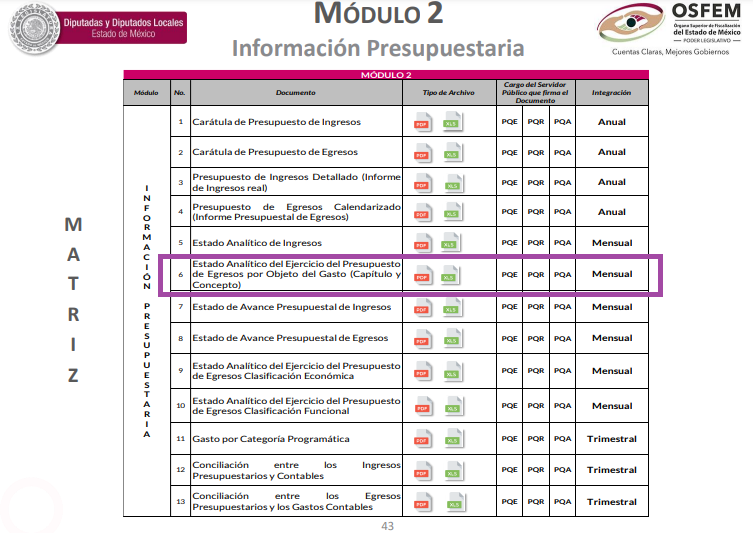 Diputadas y Diputados Locales
Estado de México
MÓDULO 2
Información Presupuestaria
OSFEM
Órgano Superior de Fiscalización
del Estado de México
PODER LEGISLATIVO
Cuentas Claras, Mejores Gobiernos
MATRIZ
MÓDULO 2
Módulo No. Documento Tipo de Archivo Cargo del Servidor Público que firma el Documento Integración
INFORMACIÓN PRESUPUESTARIA
1 Carátula de Presupuesto de Ingresos PDF XLS PQE PQR PQA Anual
2 Carátula de Presupuesto de Egresos PDF XLS PQE PQR PQA Anual
3 Presupuesto de Ingresos Detallado (Informe
de Ingresos real) PDF XLS PQE PQR PQA Anual
4 Presupuesto de Egresos Calendarizado
(Informe Presupuestal de Egresos) PDF XLS PQE PQR PQA Anual
5 Estado Analítico de Ingresos PDF XLS PQE PQR PQA Mensual
6 Estado Analítico del Ejercicio del Presupuesto
de Egresos por Objeto del Gasto (Capítulo y
Concepto) PDF XLS PQE PQR PQA Mensual
7 Estado de Avance Presupuestal de Ingresos PDF XLS PQE PQR PQA Mensual
8 Estado de Avance Presupuestal de Egresos PDF XLS PQE PQR PQA Mensual
9 Estado Analítico del Ejercicio del Presupuesto
de Egresos Clasificación Económica PDF XLS PQE PQR PQA Mensual
10 Estado Analítico del Ejercicio del Presupuesto
de Egresos Clasificación Funcional PDF XLS PQE PQR PQA Mensual
11 Gasto por Categoría Programática PDF XLS PQE PQR PQA Trimestral
12 Conciliación entre los Ingresos
Presupuestarios y Contables PDF XLS PQE PQR PQA Trimestral
13 Conciliación entre los Egresos
Presupuestarios y los Gastos Contables PDF XLS PQE PQR PQA Trimestral
43